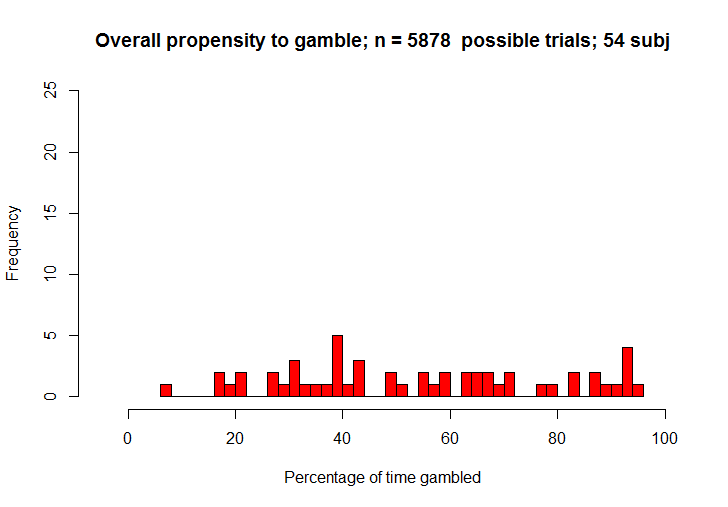 Overall propensity to gamble; n = 5878  possible trials; 54 subj
25
20
15
10
5
0
Frequency
0 20 40 60 80 100
Percentage of time gambled